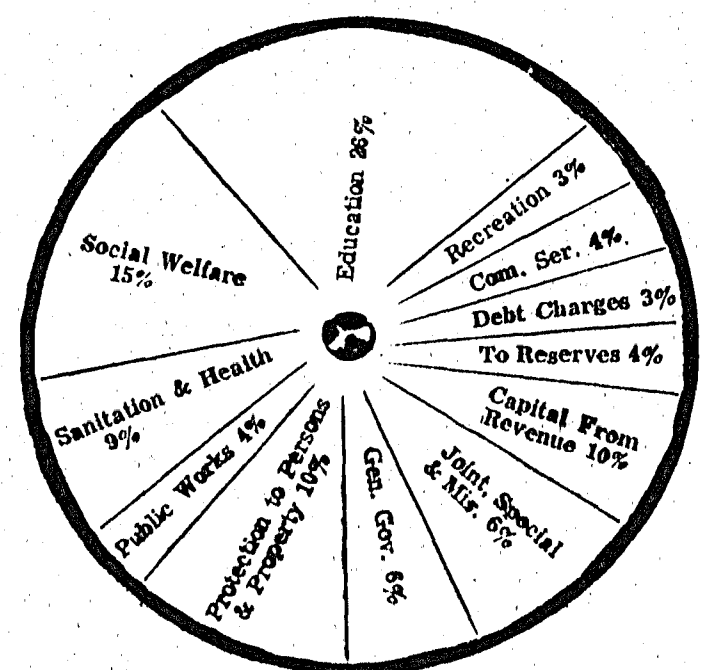 Education 26%
Recreation 3%
Com. Ser. 4%
Debt Charges 3%
To Reserves 4%
Capital From
Revenue 10%
Joint, Special
& Mis. 6%
Gen. Gov. 6%
Protection to Persons
& Property 10%
Public Works 4%
Sanitation & Health
9%
Social Welfare
15%